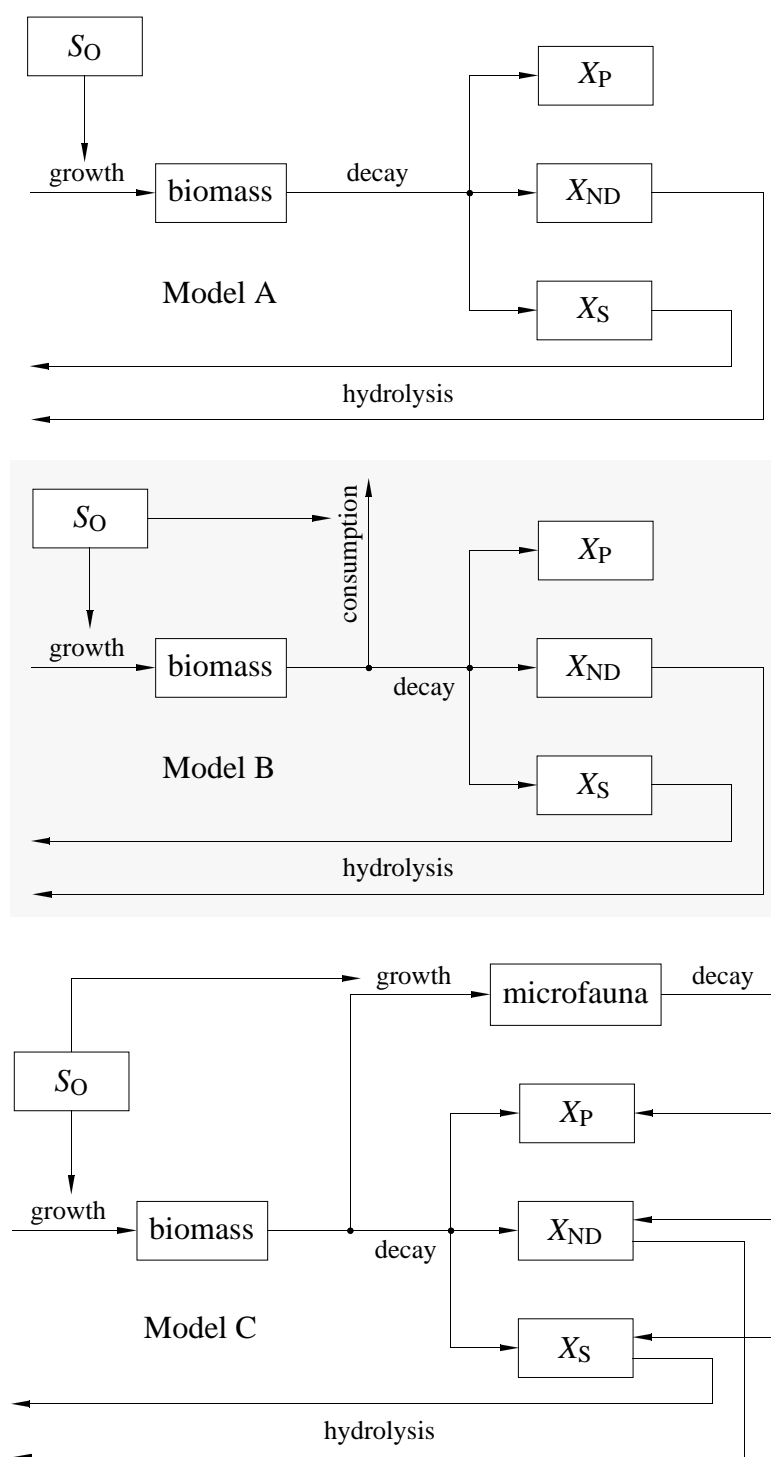 SO
XP
growth
biomass
decay
XND
Model A
XS
hydrolysis
SO
consumption
XP
growth
biomass
decay
XND
Model B
XS
hydrolysis
growth
microfauna
decay
SO
XP
growth
biomass
decay
XND
Model C
XS
hydrolysis